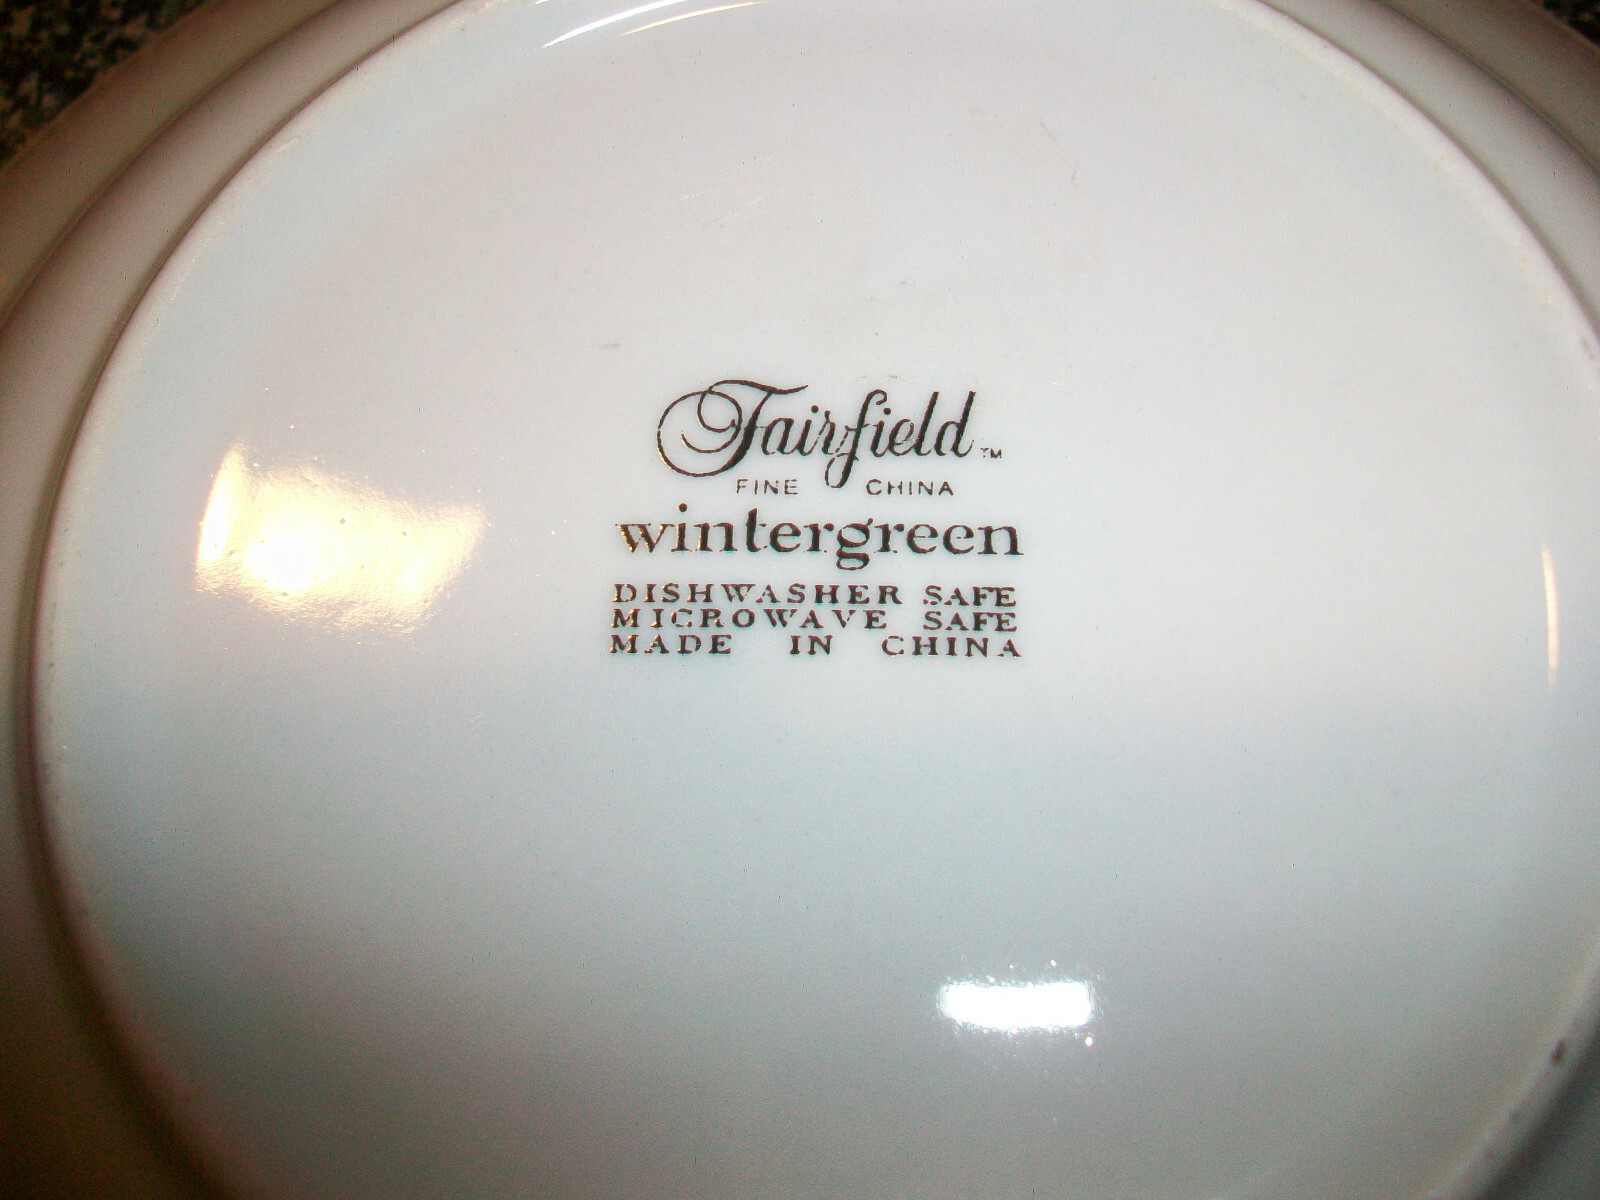 Fairfield™
FINE CHINA
wintergreen
DISHWASHER SAFE
MICROWAVE SAFE
MADE IN CHINA